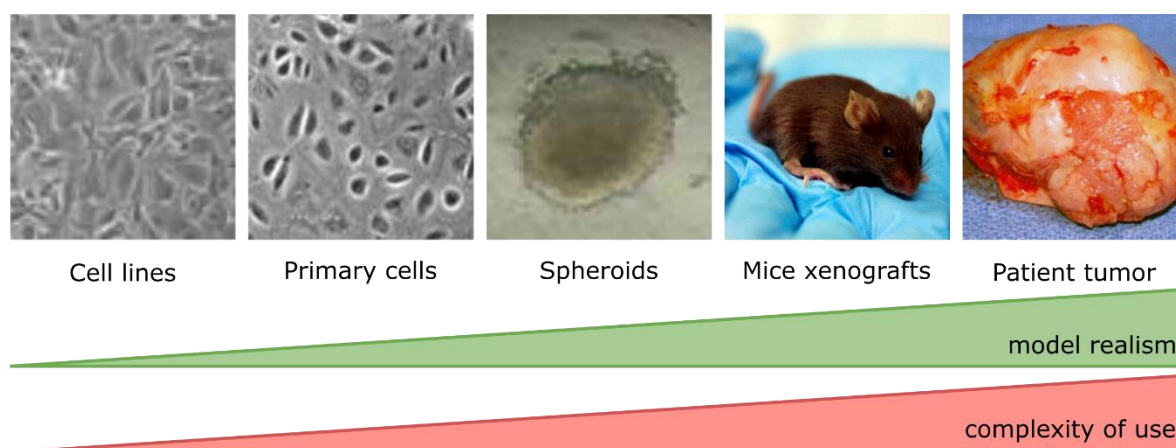 Cell lines
Primary cells
Spheroids
Mice xenografts
Patient tumor
model realism
complexity of use